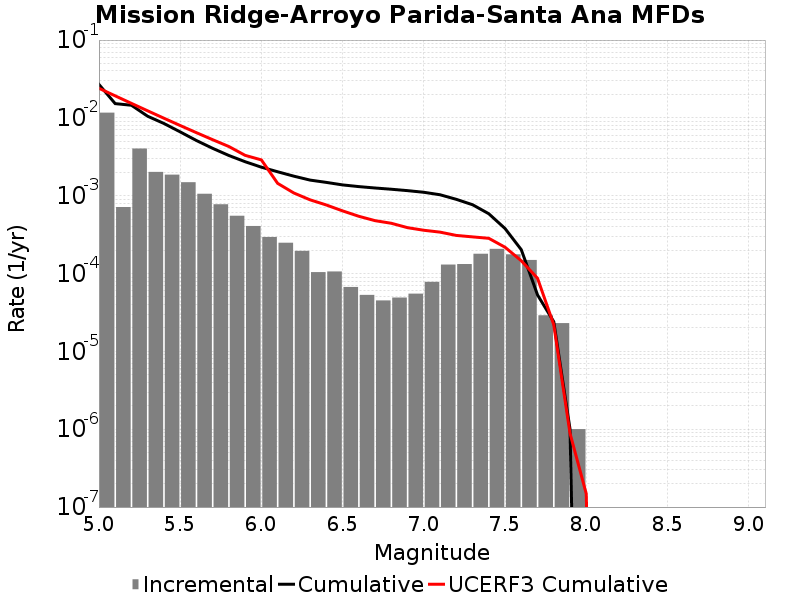 Mission Ridge-Arroyo Parida-Santa Ana MFDs
Rate (1/yr)
10-1
10-2
10-3
10-4
10-5
10-6
10-7
5.0 5.5 6.0 6.5 7.0 7.5 8.0 8.5 9.0
Magnitude
Incremental Cumulative UCERF3 Cumulative